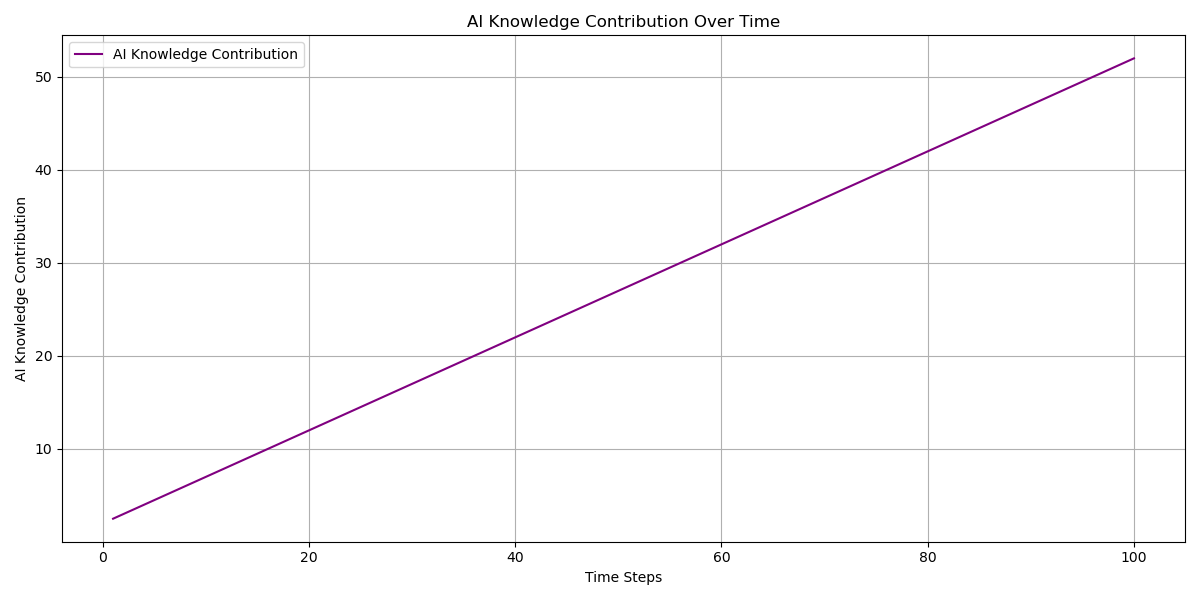 AI Knowledge Contribution Over Time
AI Knowledge Contribution
AI Knowledge Contribution
50
40
30
20
10
0 20 40 60 80 100
Time Steps